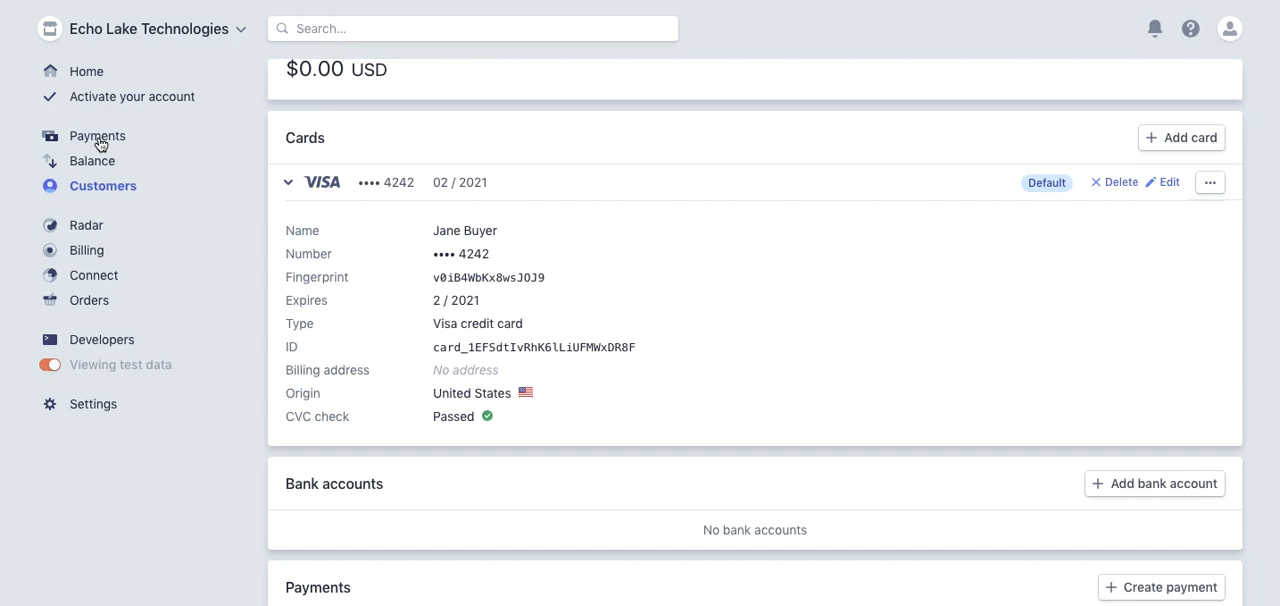 Echo Lake Technologies
Search...
Home
Activate your account
Payments
Balance
Customers
Radar
Billing
Connect
Orders
Developers
Viewing test data
Settings
$0.00 USD
Cards
+ Add card
VISA •••• 4242 02 / 2021 Default × Delete Edit ···
Name Jane Buyer
Number •••• 4242
Fingerprint v0iB4WbKx8wsJOJ9
Expires 2 / 2021
Type Visa credit card
ID card_1EFSdtIvRhK6lLiUFMWxDR8F
Billing address No address
Origin United States
CVC check Passed
Bank accounts
+ Add bank account
No bank accounts
Payments
+ Create payment